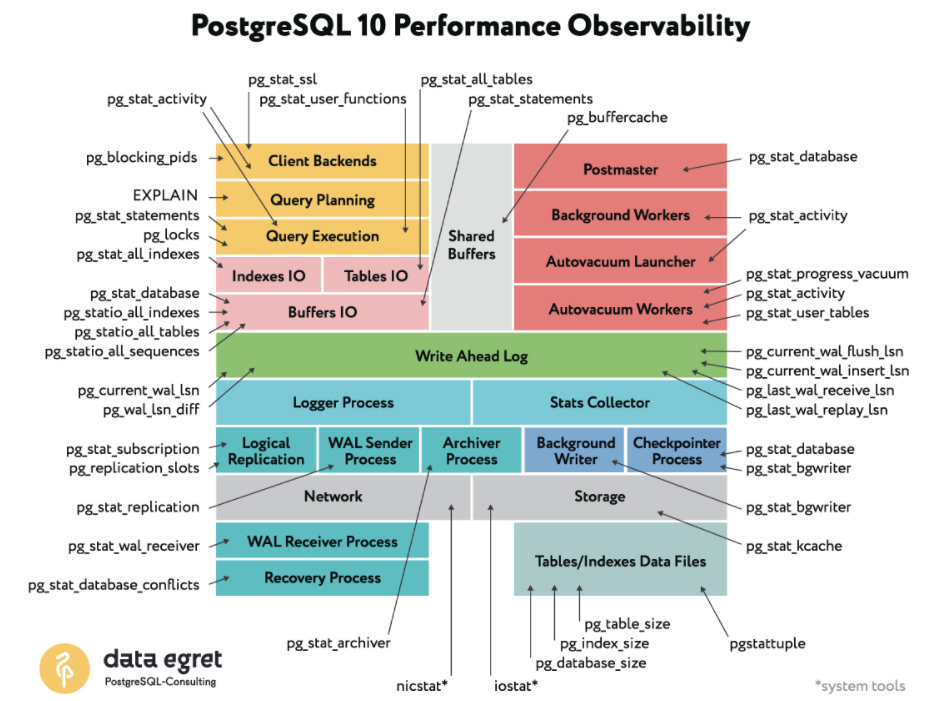 PostgreSQL 10 Performance Observability
pg_stat_ssl
pg_stat_all_tables
pg_stat_activity
pg_stat_user_functions
pg_stat_statements
pg_buffercache
pg_blocking_pids
Client Backends
EXPLAIN
Query Planning
pg_stat_statements
pg_locks
Query Execution
pg_stat_all_indexes
Indexes IO
Tables IO
pg_stat_database
pg_statio_all_indexes
Buffers IO
pg_statio_all_tables
pg_statio_all_sequences
Shared
Buffers
Postmaster
pg_stat_database
Background Workers
pg_stat_activity
Autovacuum Launcher
pg_stat_progress_vacuum
Autovacuum Workers
pg_stat_activity
pg_stat_user_tables
Write Ahead Log
pg_current_wal_flush_lsn
pg_current_wal_insert_lsn
pg_current_wal_lsn
pg_last_wal_receive_lsn
pg_wal_lsn_diff
pg_last_wal_replay_lsn
Logger Process
Stats Collector
pg_stat_subscription
pg_replication_slots
Logical
Replication
WAL Sender
Process
Archiver
Process
Background
Writer
Checkpointer
Process
pg_stat_database
pg_stat_bgwriter
pg_stat_replication
Network
Storage
pg_stat_bgwriter
pg_stat_wal_receiver
WAL Receiver Process
pg_stat_kcache
Tables/Indexes Data Files
pg_stat_database_conflicts
Recovery Process
pg_table_size
pg_stat_archiver
pg_index_size
pgstattuple
pg_database_size
data egret
PostgreSQL-Consulting
nicstat*
iostat*
*system tools